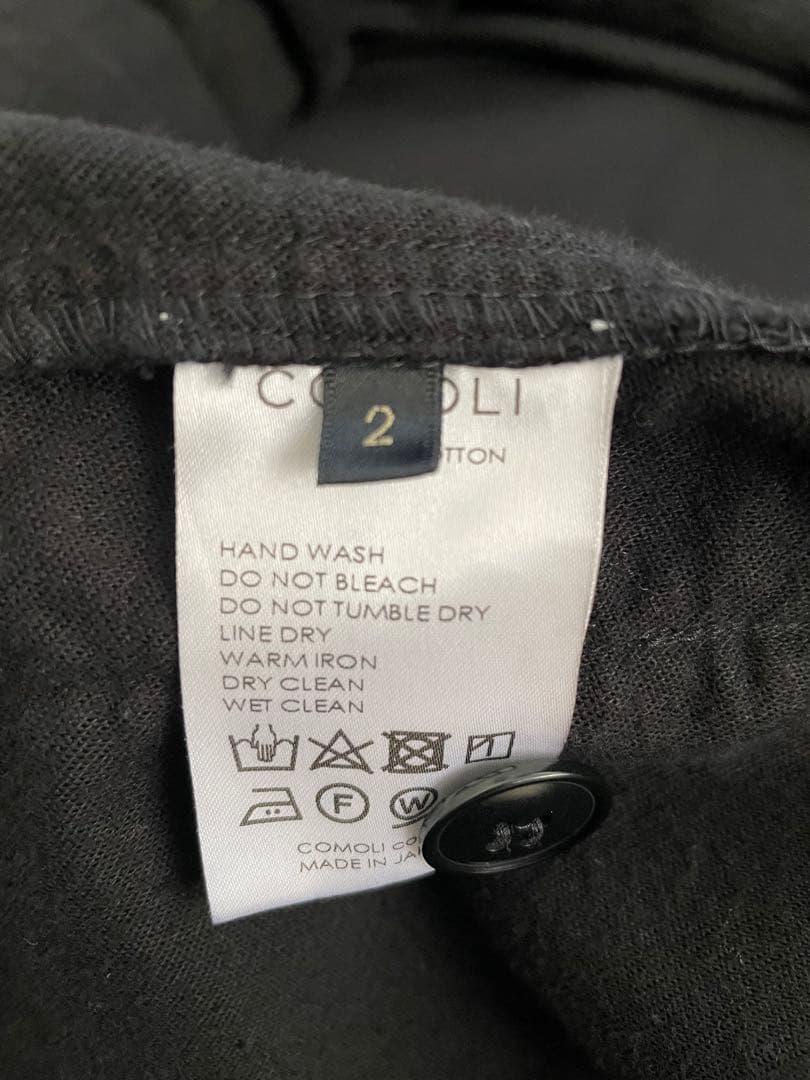 2
HAND WASH
DO NOT BLEACH
DO NOT TUMBLE DRY
LINE DRY
WARM IRON
DRY CLEAN
WET CLEAN
F
W
COMOLI
MADE IN